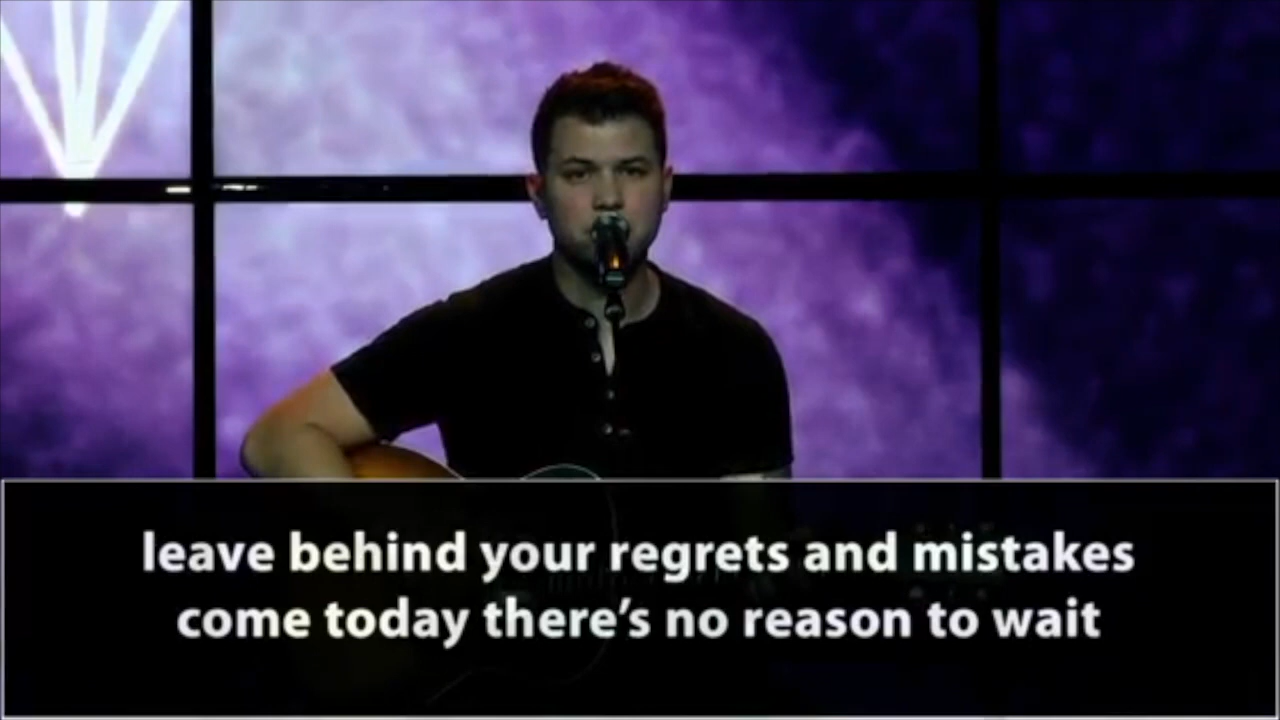 leave behind your regrets and mistakes
come today there’s no reason to wait